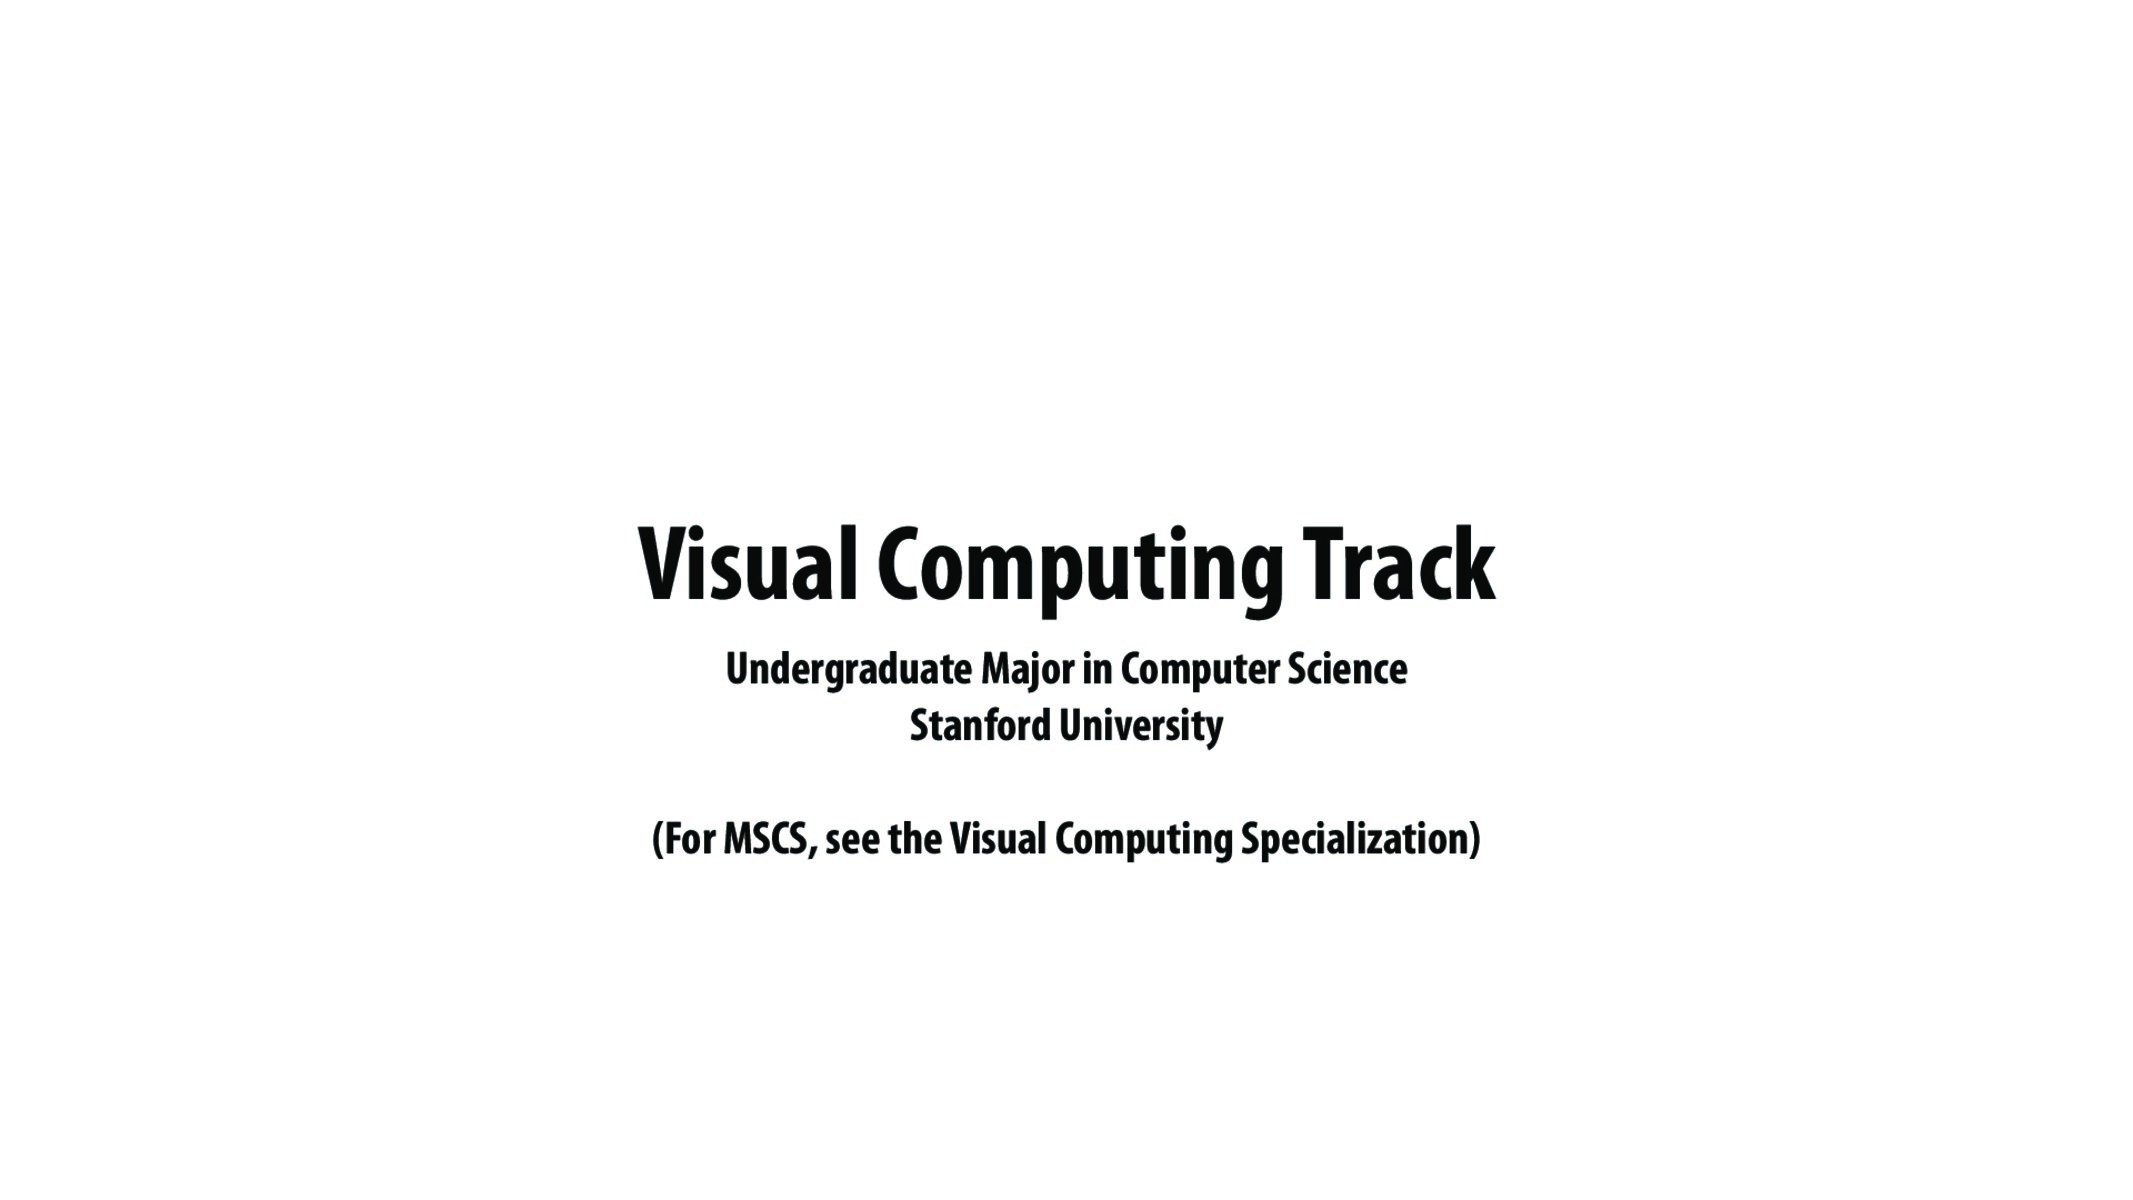 Visual Computing Track
Undergraduate Major in Computer Science
Stanford University
(For MSCS, see the Visual Computing Specialization)